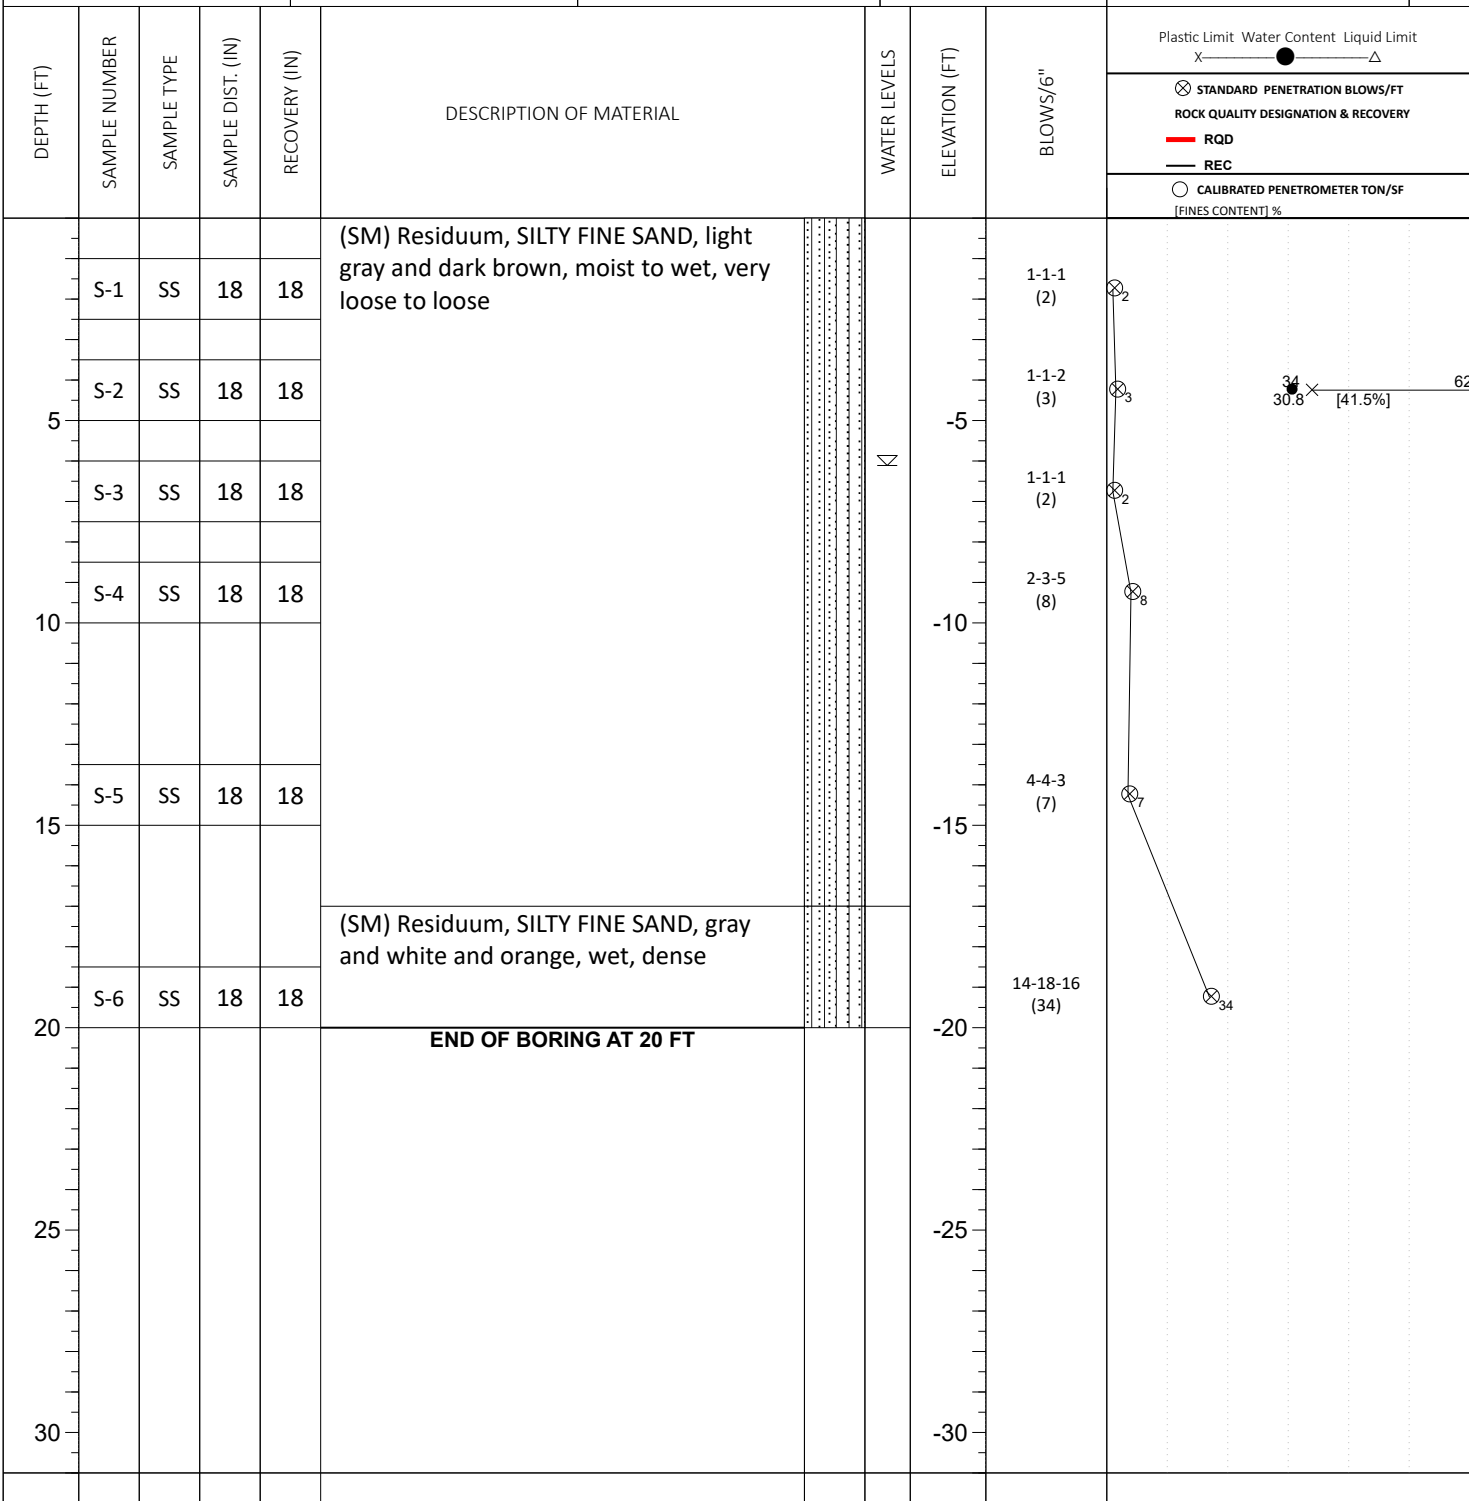 DEPTH (FT)
SAMPLE NUMBER
SAMPLE TYPE
SAMPLE DIST. (IN)
RECOVERY (IN)
DESCRIPTION OF MATERIAL
WATER LEVELS
ELEVATION (FT)
BLOWS/6"
Plastic Limit Water Content Liquid Limit
X
STANDARD PENETRATION BLOWS/FT
ROCK QUALITY DESIGNATION & RECOVERY
RQD
REC
CALIBRATED PENETROMETER TON/SF
[FINES CONTENT] %
(SM) Residuum, SILTY FINE SAND, light
gray and dark brown, moist to wet, very
loose to loose
S-1 SS 18 18
1-1-1
(2)
2
S-2 SS 18 18
1-1-2
(3)
3
34
62
30.8 [41.5%]
5
-5
S-3 SS 18 18
1-1-1
(2)
2
S-4 SS 18 18
2-3-5
(8)
8
10
-10
S-5 SS 18 18
4-4-3
(7)
7
15
-15
(SM) Residuum, SILTY FINE SAND, gray
and white and orange, wet, dense
S-6 SS 18 18
14-18-16
(34)
34
20
-20
END OF BORING AT 20 FT
25
-25
30
-30